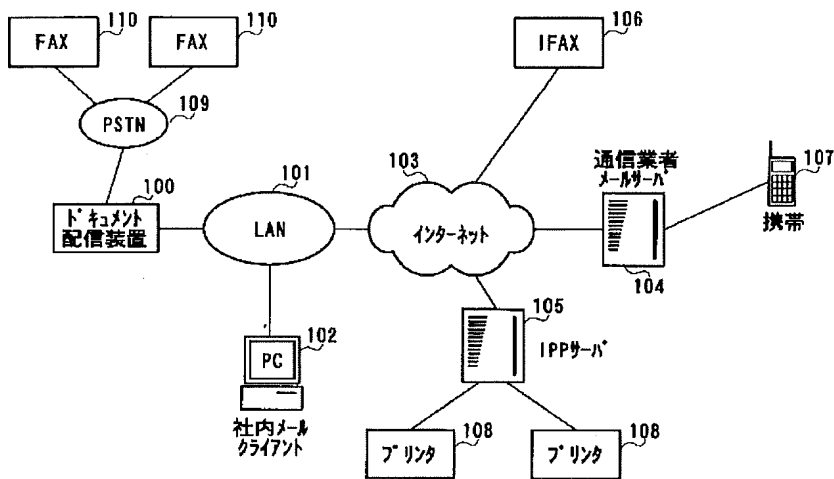 110
110
106
FAX
FAX
IFAX
109
PSTN
103
通信業者
メールサーバ
107
100
101
ドキュメント
配信装置
LAN
インターネット
携帯
104
105
102
PC
IPPサーバ
社内メール
クライアント
108
108
プリンタ
プリンタ